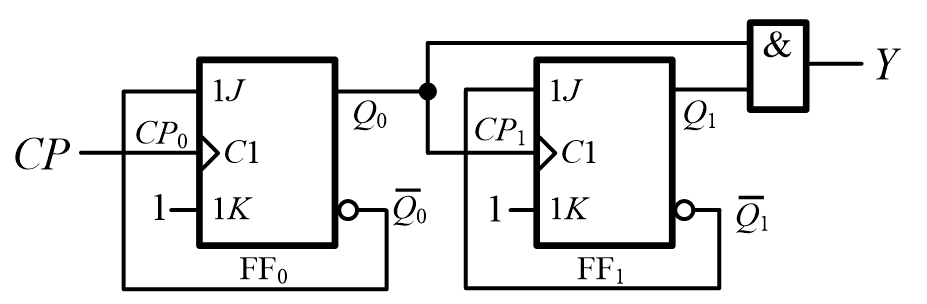 &
Y
1J
Q₀
1J
Q₁
CP
CP₀
C1
CP₁
C1
1
1K
Q̅₀
1
1K
Q̅₁
FF₀
FF₁